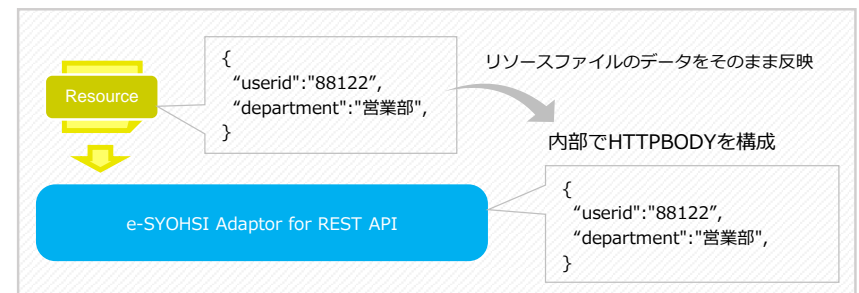 {
“userid":"88122”,
“department":"営業部",
}
リソースファイルのデータをそのまま反映
Resource
内部でHTTPBODYを構成
{
“userid":"88122”,
“department":"営業部",
}
e-SYOHSI Adaptor for REST API